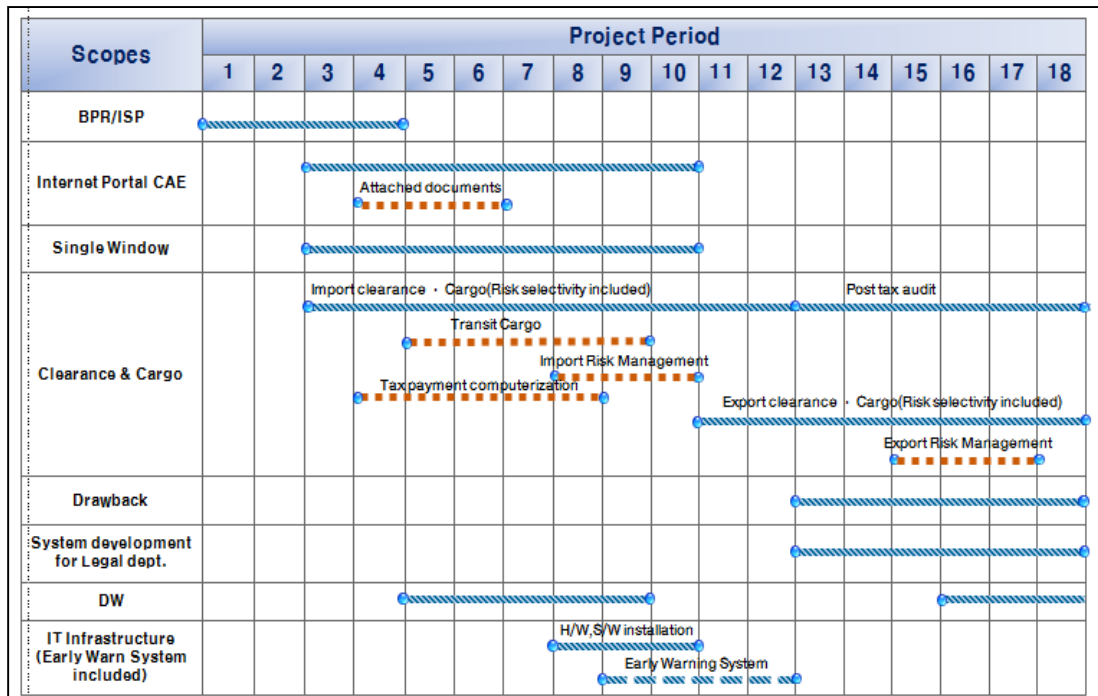 Scopes
Project Period
1 2 3 4 5 6 7 8 9 10 11 12 13 14 15 16 17 18
BPR/ISP
Internet Portal CAE
Attached documents
Single Window
Clearance & Cargo
Import clearance · Cargo(Risk selectivity included)
Post tax audit
Transit Cargo
Import Risk Management
Tax payment computerization
Export clearance · Cargo(Risk selectivity included)
Export Risk Management
Drawback
System development
for Legal dept.
DW
IT Infrastructure
(Early Warn System
included)
H/W,S/W installation
Early Warning System